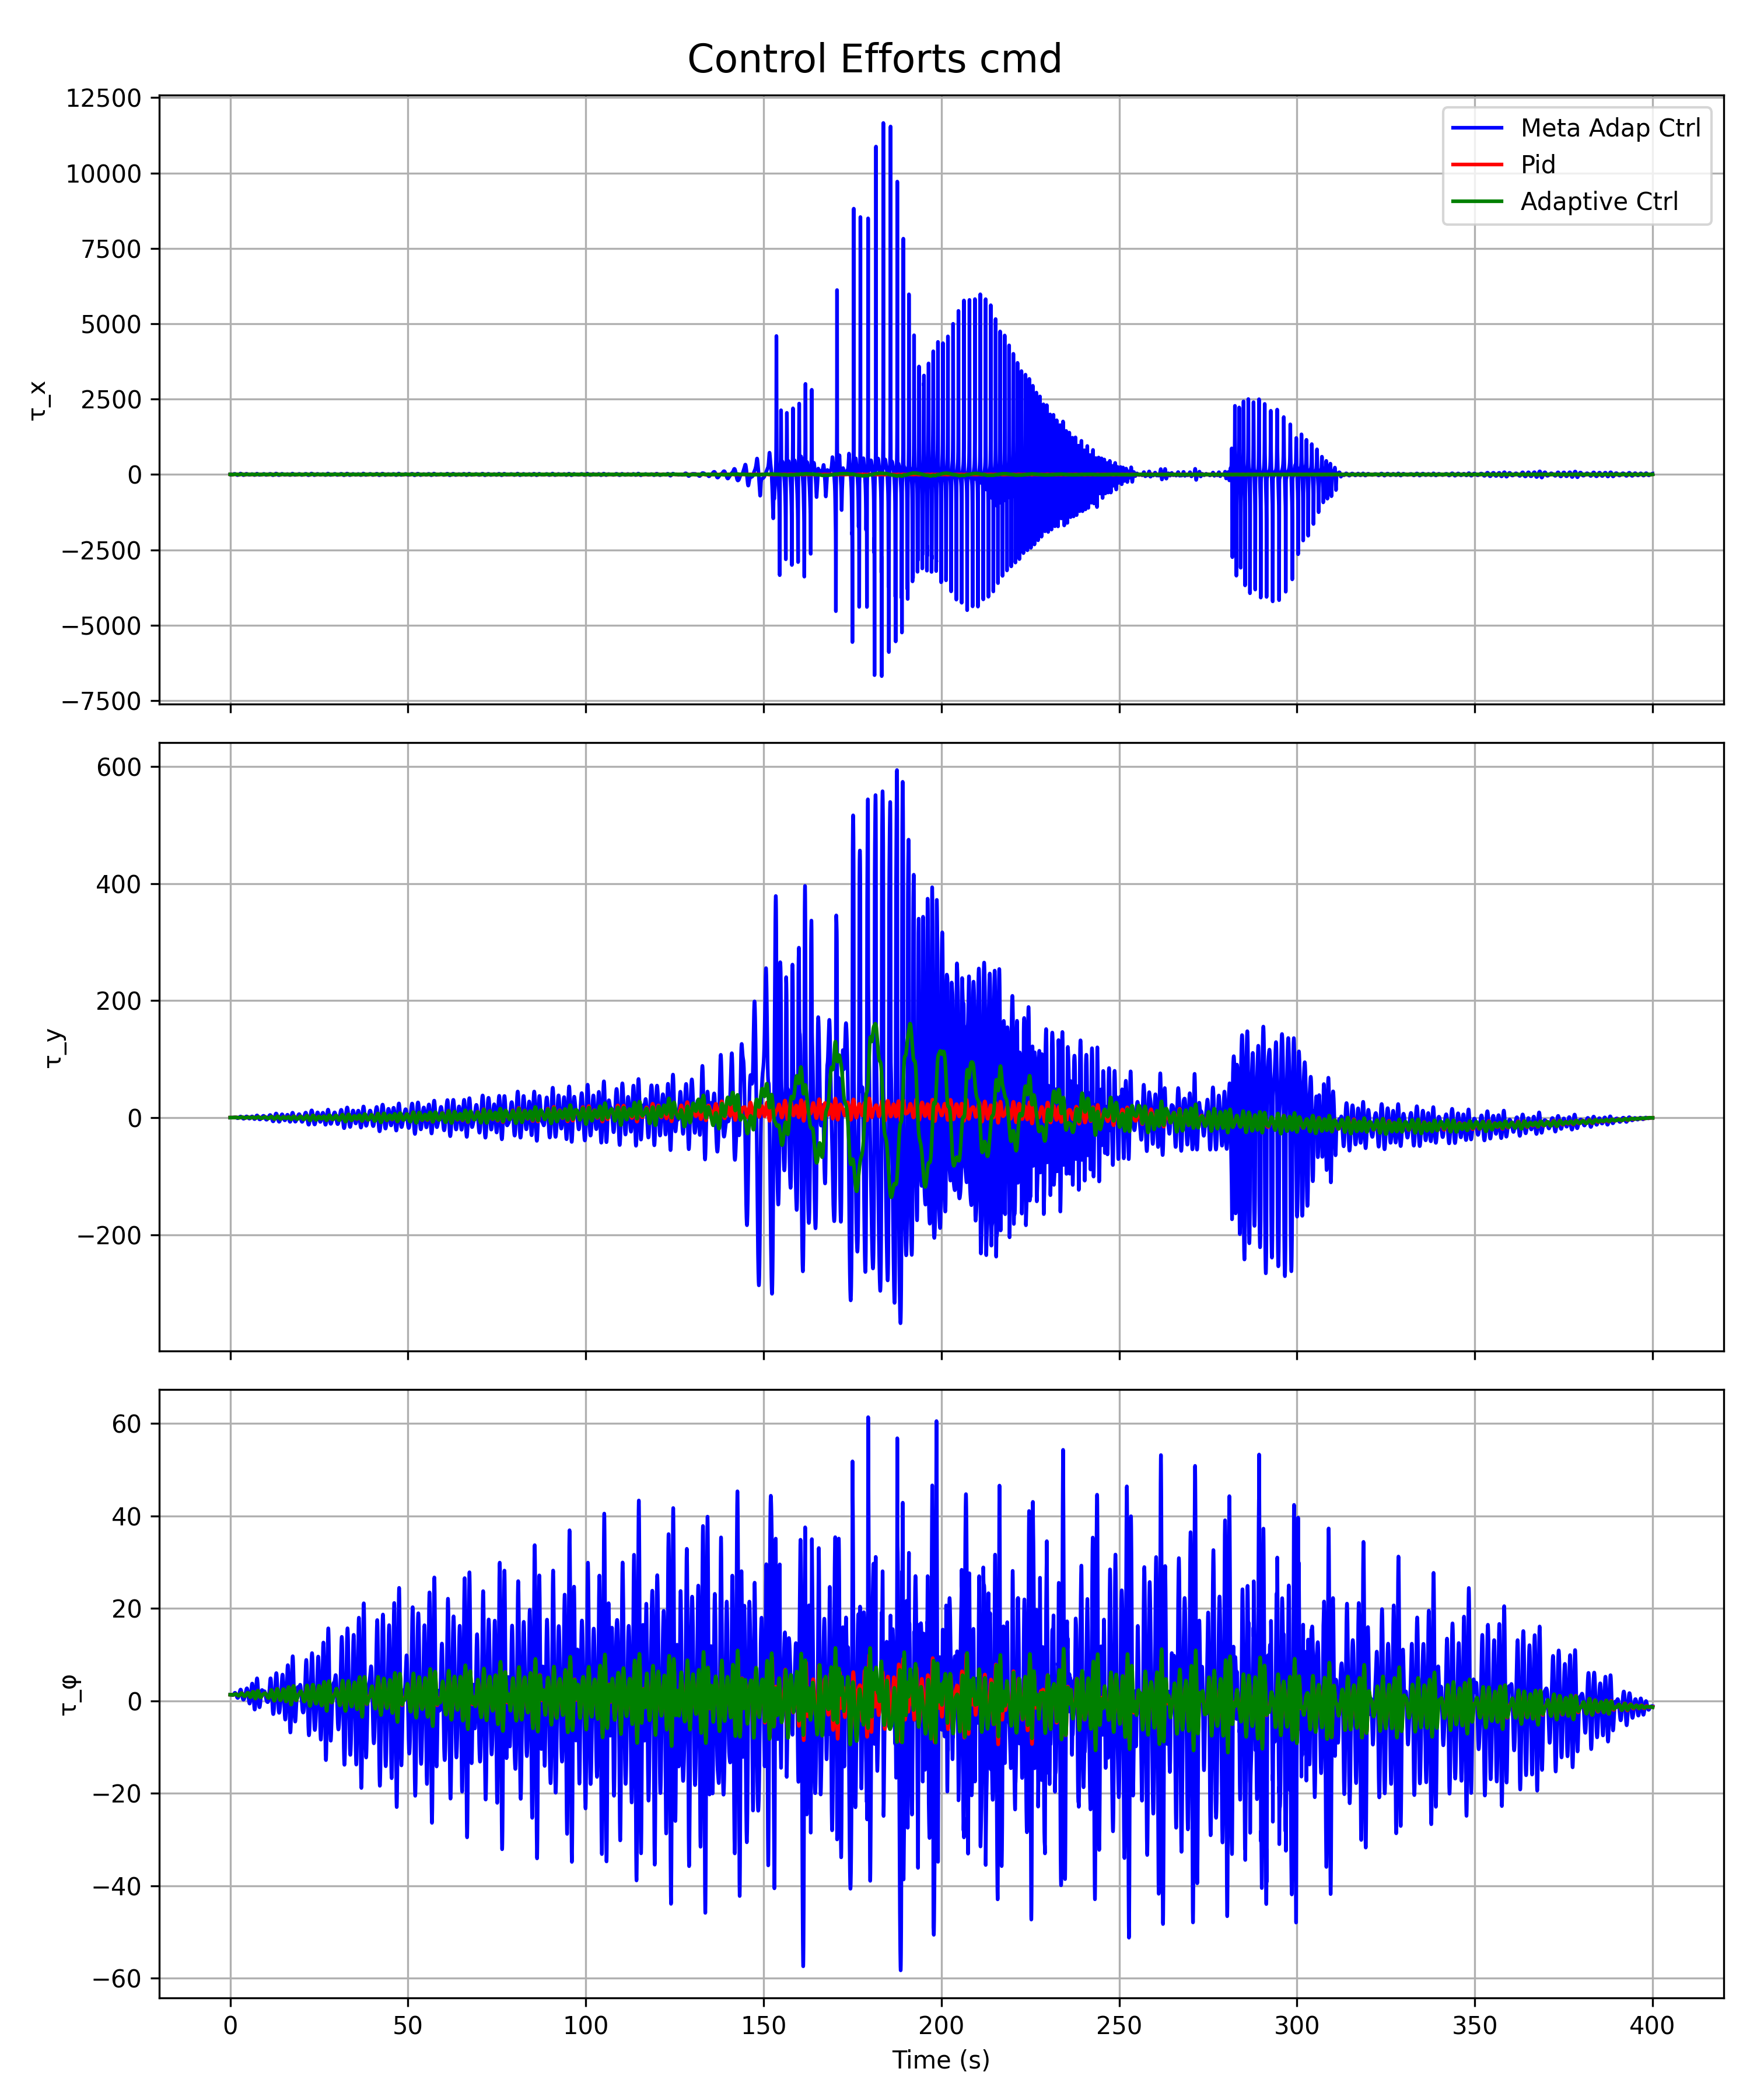 Control Efforts cmd
12500
10000
7500
5000
2500
0
−2500
−5000
−7500
τ_x
Meta Adap Ctrl
Pid
Adaptive Ctrl
600
400
200
0
−200
τ_y
60
40
20
0
−20
−40
−60
τ_φ
0 50 100 150 200 250 300 350 400
Time (s)